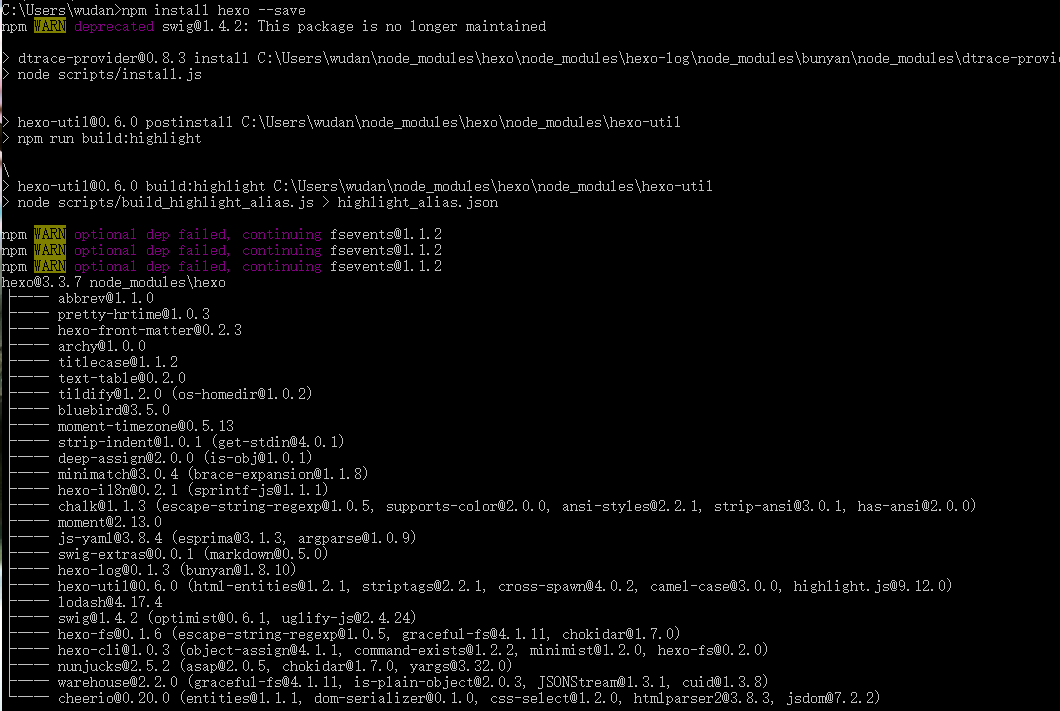 C:\Users\wudan>npm install hexo --save
npm WARN deprecated swig@1.4.2: This package is no longer maintained
> dtrace-provider@0.8.3 install C:\Users\wudan\node_modules\hexo\node_modules\hexo-log\node_modules\bunyan\node_modules\dtrace-provi
> node scripts/install.js
> hexo-util@0.6.0 postinstall C:\Users\wudan\node_modules\hexo\node_modules\hexo-util
> npm run build:highlight
\
> hexo-util@0.6.0 build:highlight C:\Users\wudan\node_modules\hexo\node_modules\hexo-util
> node scripts/build_highlight_alias.js > highlight_alias.json
npm WARN optional dep failed, continuing fsevents@1.1.2
npm WARN optional dep failed, continuing fsevents@1.1.2
npm WARN optional dep failed, continuing fsevents@1.1.2
hexo@3.3.7 node_modules\hexo
├── abbrev@1.1.0
├── pretty-hrtime@1.0.3
├── hexo-front-matter@0.2.3
├── archy@1.0.0
├── titlecase@1.1.2
├── text-table@0.2.0
├── tildify@1.2.0 (os-homedir@1.0.2)
├── bluebird@3.5.0
├── moment-timezone@0.5.13
├── strip-indent@1.0.1 (get-stdin@4.0.1)
├── deep-assign@2.0.0 (is-obj@1.0.1)
├── minimatch@3.0.4 (brace-expansion@1.1.8)
├── hexo-i18n@0.2.1 (sprintf-js@1.1.1)
├── chalk@1.1.3 (escape-string-regexp@1.0.5, supports-color@2.0.0, ansi-styles@2.2.1, strip-ansi@3.0.1, has-ansi@2.0.0)
├── moment@2.13.0
├── js-yaml@3.8.4 (esprima@3.1.3, argparse@1.0.9)
├── swig-extras@0.0.1 (markdown@0.5.0)
├── hexo-log@0.1.3 (bunyan@1.8.10)
├── hexo-util@0.6.0 (html-entities@1.2.1, striptags@2.2.1, cross-spawn@4.0.2, camel-case@3.0.0, highlight.js@9.12.0)
├── lodash@4.17.4
├── swig@1.4.2 (optimist@0.6.1, uglify-js@2.4.24)
├── hexo-fs@0.1.6 (escape-string-regexp@1.0.5, graceful-fs@4.1.11, chokidar@1.7.0)
├── hexo-cli@1.0.3 (object-assign@4.1.1, command-exists@1.2.2, minimist@1.2.0, hexo-fs@0.2.0)
├── nunjucks@2.5.2 (asap@2.0.5, chokidar@1.7.0, yargs@3.32.0)
├── warehouse@2.2.0 (graceful-fs@4.1.11, is-plain-object@2.0.3, JSONStream@1.3.1, cuid@1.3.8)
└── cheerio@0.20.0 (entities@1.1.1, dom-serializer@0.1.0, css-select@1.2.0, htmlparser2@3.8.3, jsdom@7.2.2)